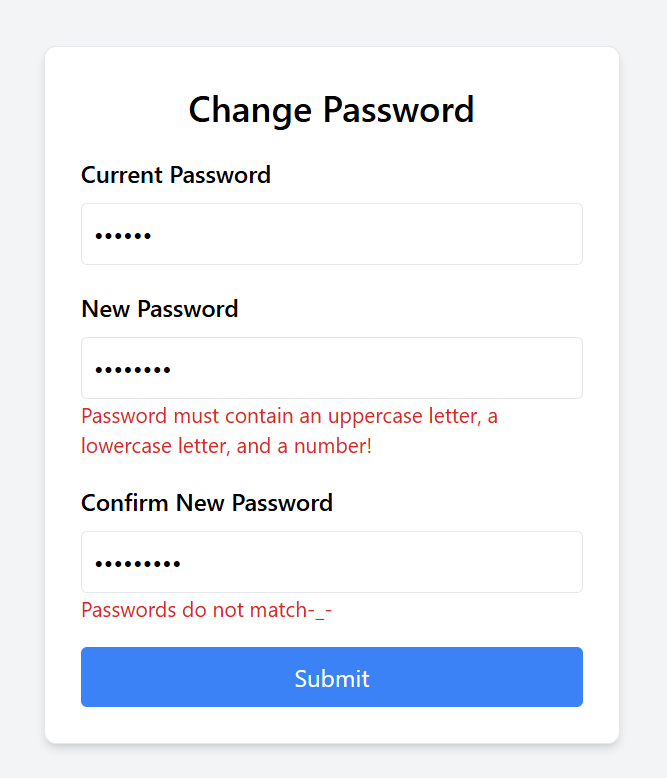 Change Password
Current Password
••••••
New Password
••••••••
Password must contain an uppercase letter, a
lowercase letter, and a number!
Confirm New Password
•••••••••
Passwords do not match-_-
Submit